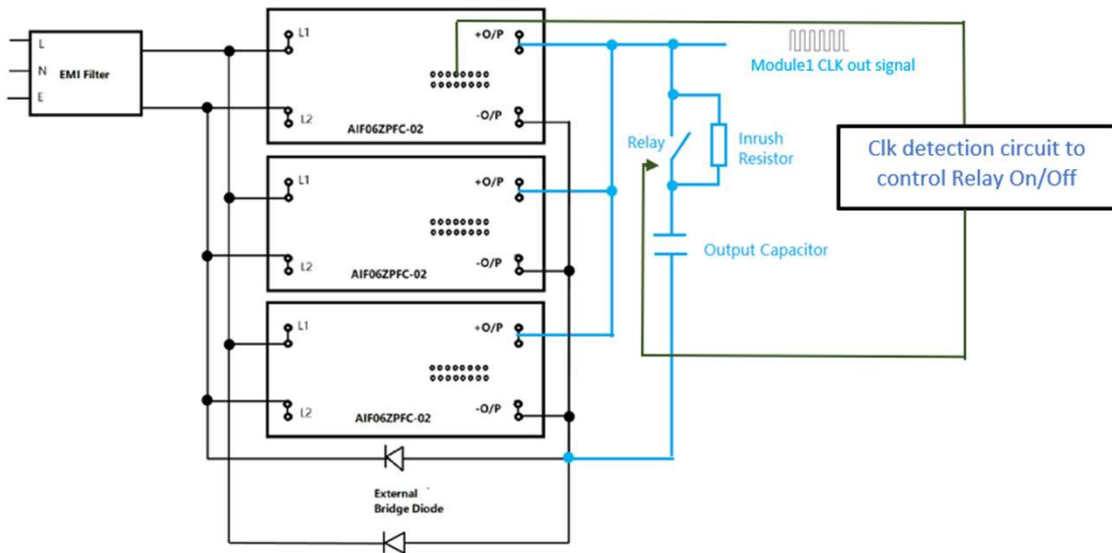 L
N
E
EMI Filter
L1
+O/P
L2
-O/P
AIF06ZPFC-02
L1
+O/P
L2
-O/P
AIF06ZPFC-02
L1
+O/P
L2
-O/P
AIF06ZPFC-02
Module1 CLK out signal
Relay
Inrush
Resistor
Output Capacitor
Clk detection circuit to
control Relay On/Off
External
Bridge Diode